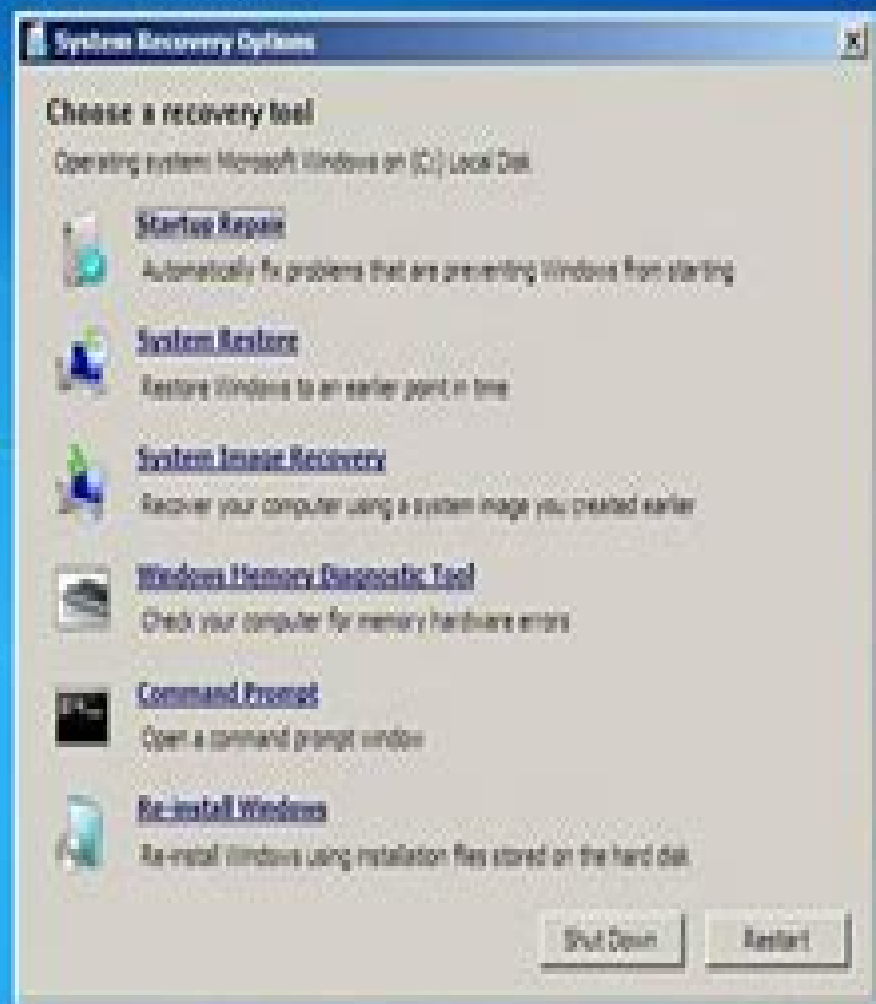 System Recovery Options
Choose a recovery tool
Operating system: Microsoft Windows on (C:) Local Disk
Startup Repair
Automatically fix problems that are preventing Windows from starting
System Restore
Restore Windows to an earlier point in time
System Image Recovery
Recover your computer using a system image you created earlier
Windows Memory Diagnostic Tool
Check your computer for memory hardware errors
Command Prompt
Open a command prompt window
Re-install Windows
Re-install Windows using installation files stored on the hard disk
Shut Down
Restart